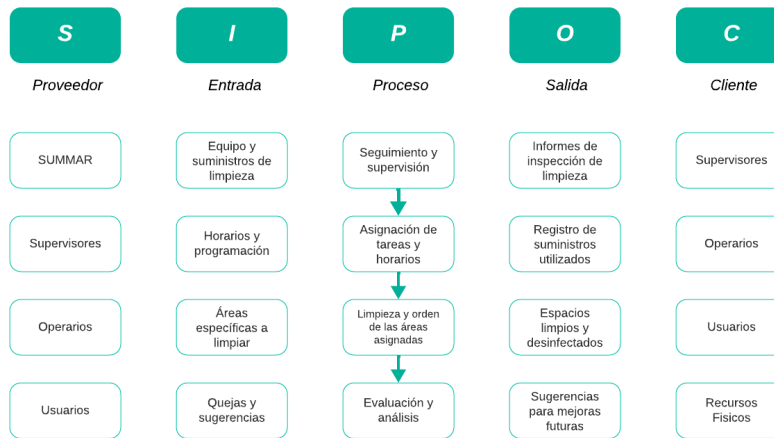 S
I
P
O
C
Proveedor
Entrada
Proceso
Salida
Cliente
SUMMAR
Equipo y
suministros de
limpieza
Seguimiento y
supervisión
Informes de
inspección de
limpieza
Supervisores
Supervisores
Horarios y
programación
Asignación de
tareas y
horarios
Registro de
suministros
utilizados
Operarios
Operarios
Áreas
específicas a
limpiar
Limpieza y orden
de las áreas
asignadas
Espacios
limpios y
desinfectados
Usuarios
Usuarios
Quejas y
sugerencias
Evaluación y
análisis
Sugerencias
para mejoras
futuras
Recursos
Fisicos